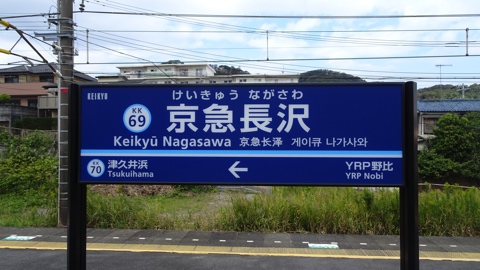 KEIKYU
けいきゅう ながさわ
KK
69
京急長沢
Keikyū Nagasawa 京急长泽 게이큐 나가사와
KK
70
津久井浜
Tsukuihama
YRP野比
YRP Nobi